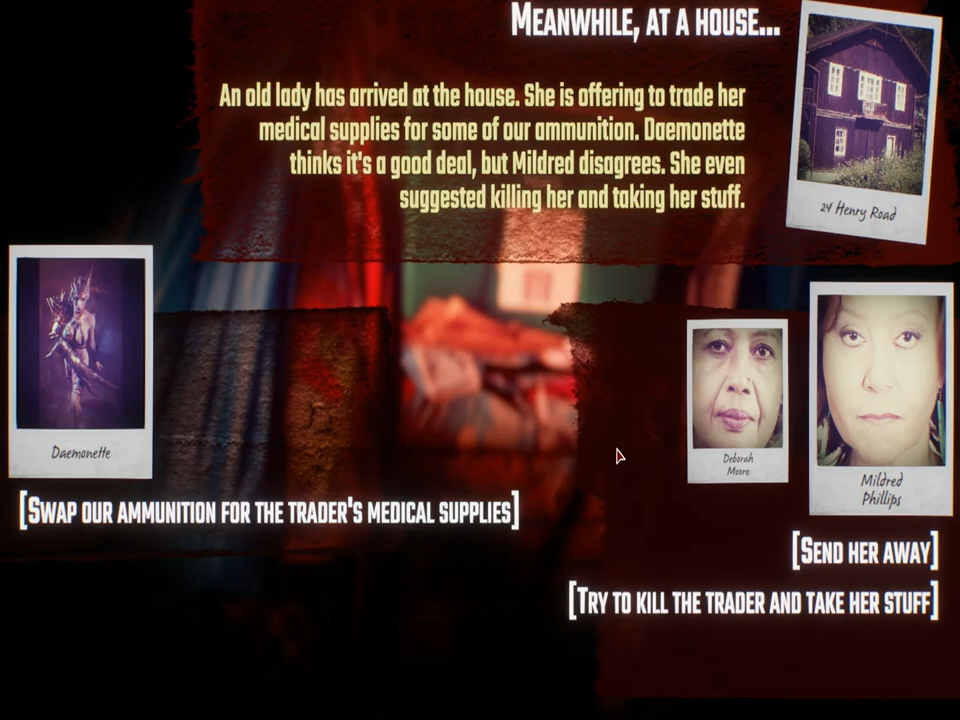 MEANWHILE, AT A HOUSE...
An old lady has arrived at the house. She is offering to trade her
medical supplies for some of our ammunition. Daemonette
thinks it's a good deal, but Mildred disagrees. She even
suggested killing her and taking her stuff.
24 Henry Road
Daemonette
Deborah
Moore
Mildred
Phillips
[SWAP OUR AMMUNITION FOR THE TRADER'S MEDICAL SUPPLIES]
[SEND HER AWAY]
[TRY TO KILL THE TRADER AND TAKE HER STUFF]